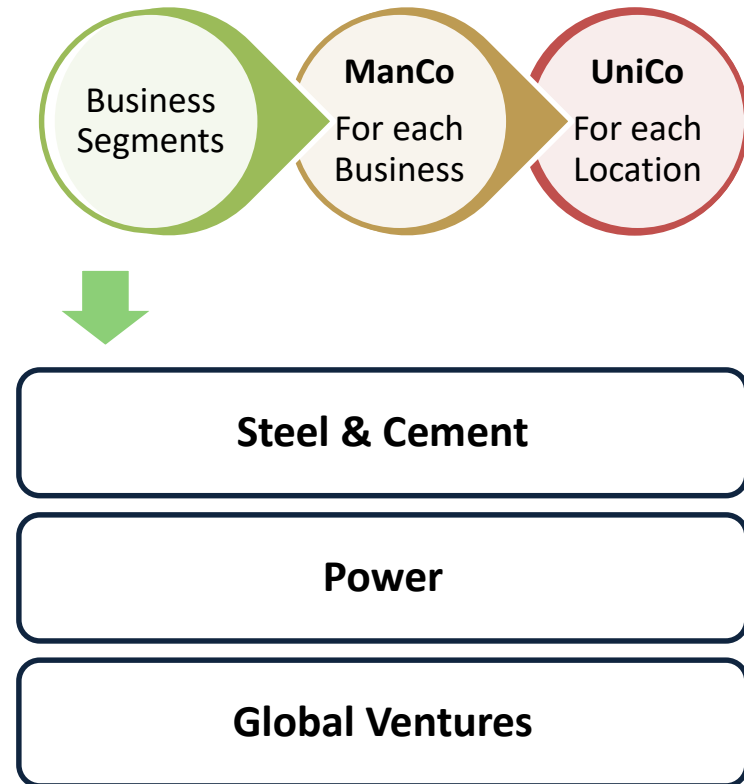 Business
Segments
ManCo
For each
Business
UniCo
For each
Location
Steel & Cement
Power
Global Ventures